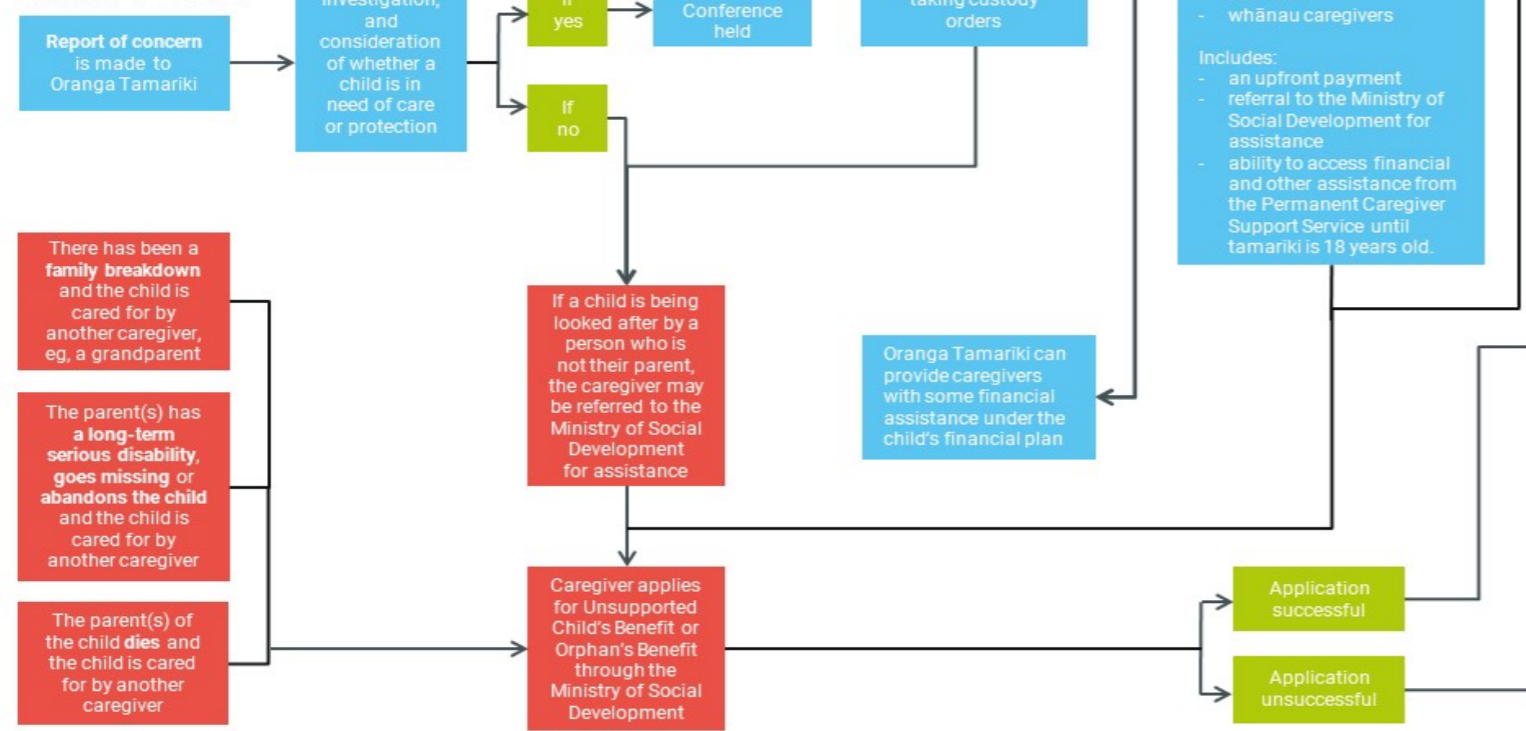 Report of concern
is made to
Oranga Tamariki
investigation,
and
consideration
of whether a
child is in
need of care
or protection
If
yes
Conference
held
If
no
taking custody
orders
- whānau caregivers
Includes:
- an upfront payment
- referral to the Ministry of
Social Development for
assistance
- ability to access financial
and other assistance from
the Permanent Caregiver
Support Service until
tamariki is 18 years old.
There has been a
family breakdown
and the child is
cared for by
another caregiver,
eg, a grandparent
The parent(s) has
a long-term
serious disability,
goes missing or
abandons the child
and the child is
cared for by
another caregiver
The parent(s) of
the child dies and
the child is cared
for by another
caregiver
If a child is being
looked after by a
person who is
not their parent,
the caregiver may
be referred to the
Ministry of Social
Development
for assistance
Oranga Tamariki can
provide caregivers
with some financial
assistance under the
child's financial plan
Caregiver applies
for Unsupported
Child's Benefit or
Orphan's Benefit
through the
Ministry of Social
Development
Application
successful
Application
unsuccessful